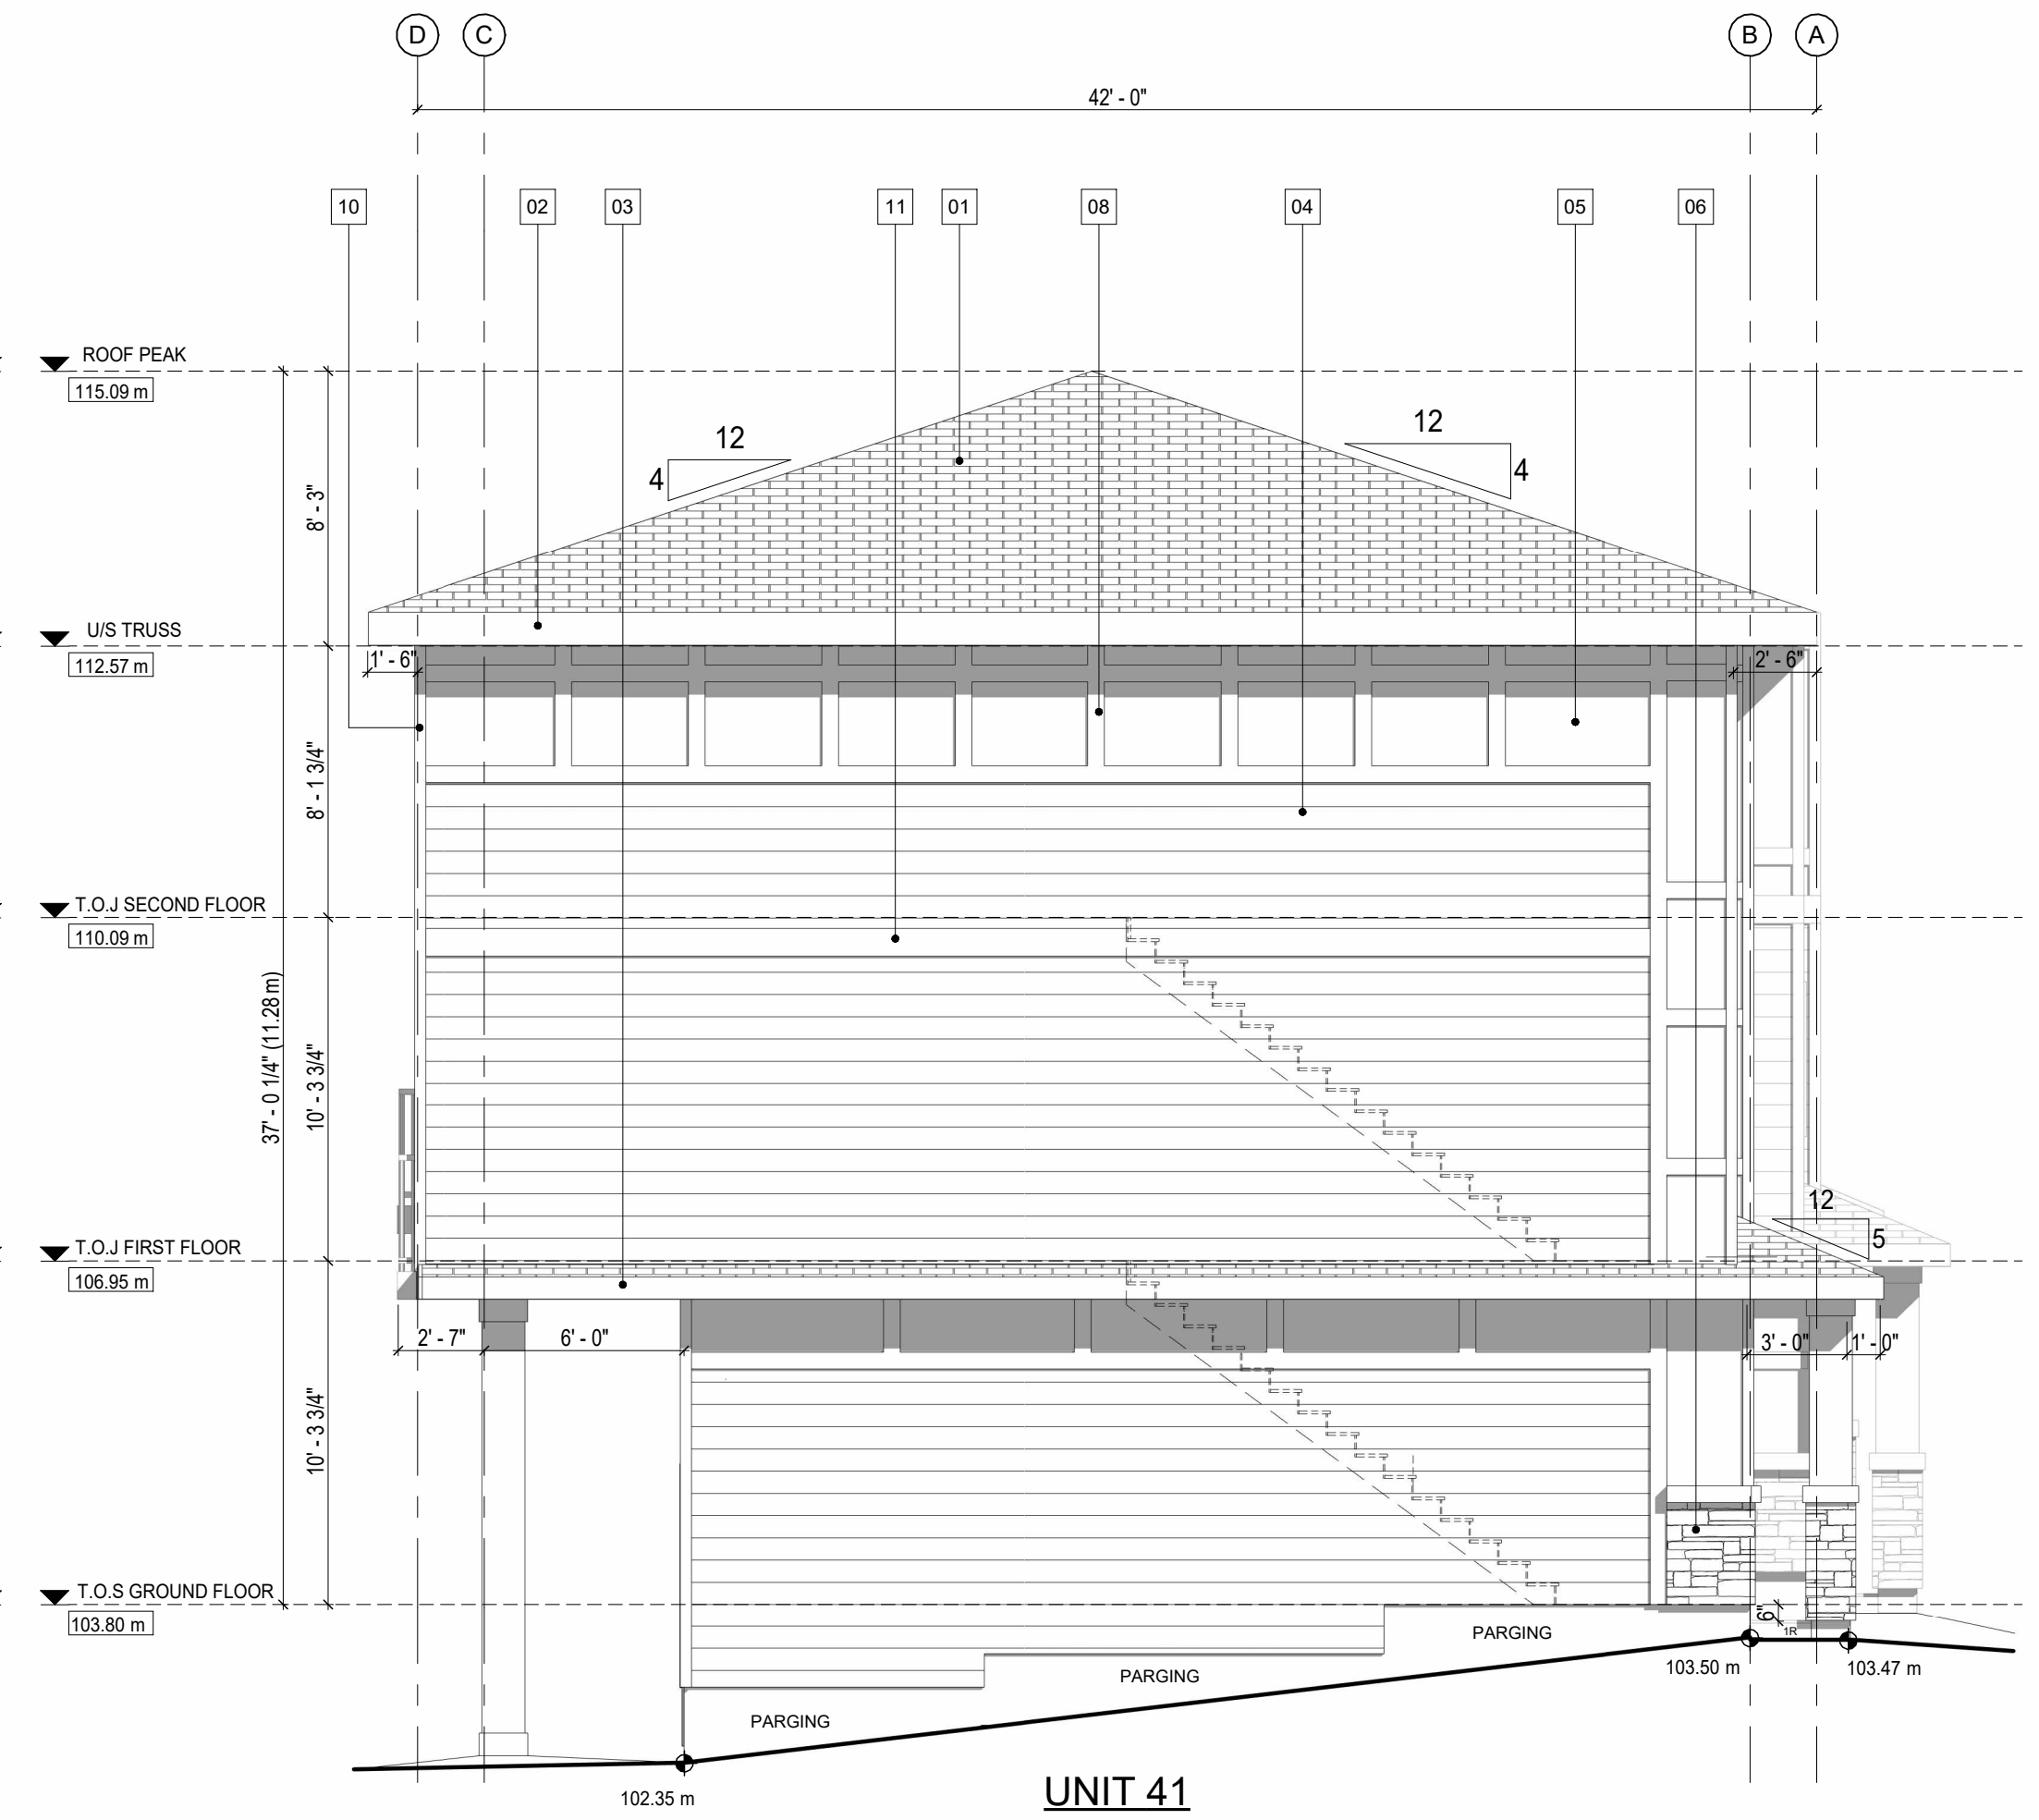 D C B A
42' - 0"
10 02 03 11 01 08 04 05 06
ROOF PEAK
115.09 m
12
4
12
4
8' - 3"
U/S TRUSS
112.57 m
1' - 6"
2' - 6"
8' - 1 3/4"
T.O.J SECOND FLOOR
110.09 m
37' - 0 1/4" (11.28 m)
10' - 3 3/4"
12
5
T.O.J FIRST FLOOR
106.95 m
2' - 7"
6' - 0"
3' - 0"
1' - 0"
10' - 3 3/4"
T.O.S GROUND FLOOR
103.80 m
6"
1R
PARGING
PARGING
PARGING
103.50 m
103.47 m
102.35 m
UNIT 41